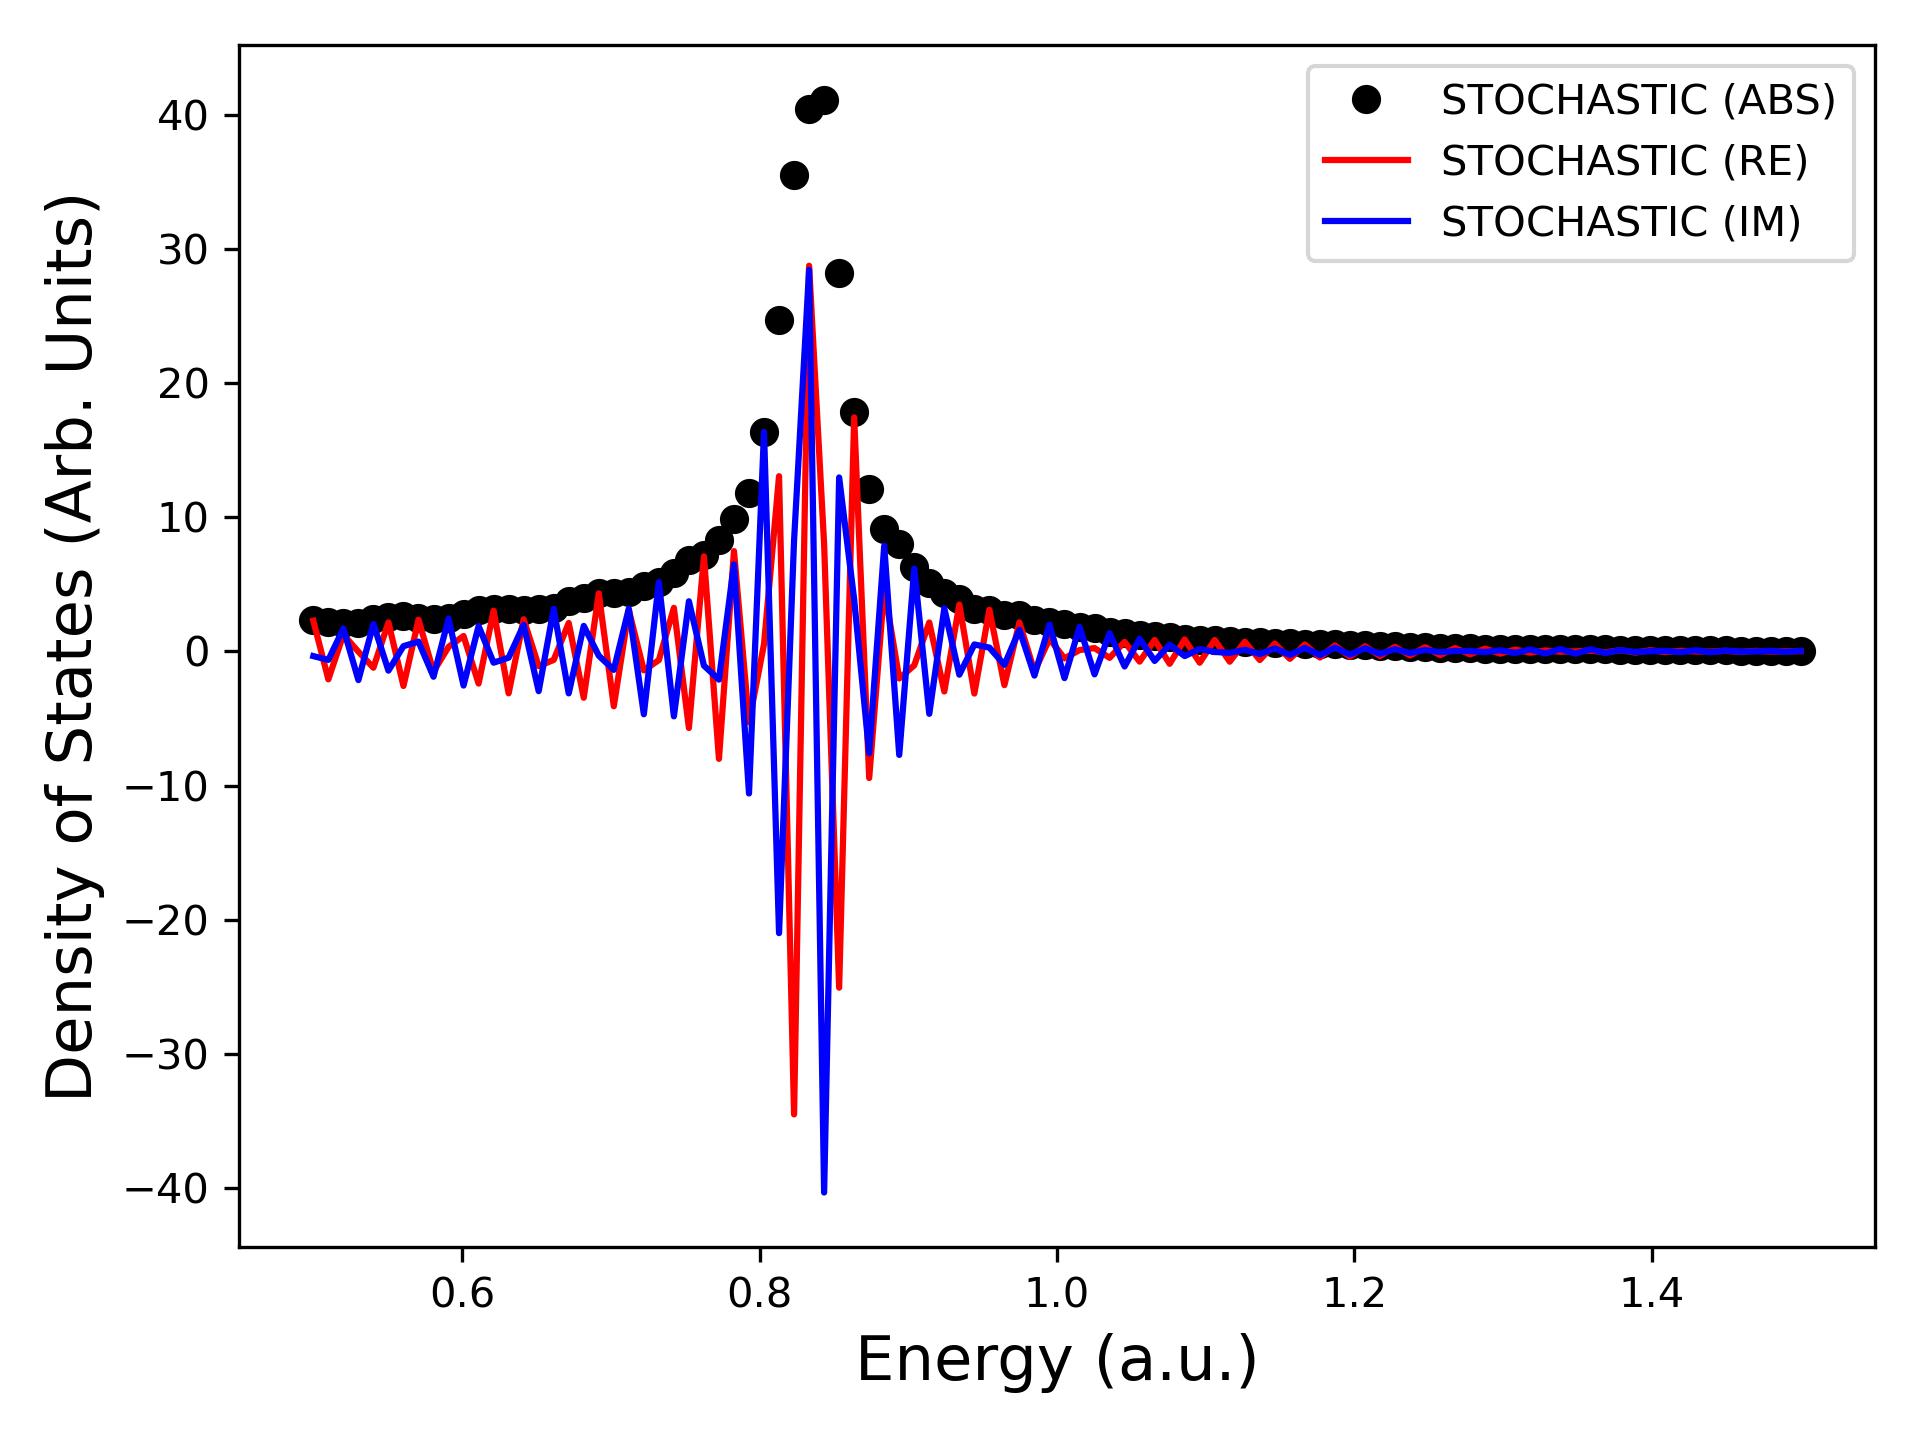 STOCHASTIC (ABS)
STOCHASTIC (RE)
STOCHASTIC (IM)
Density of States (Arb. Units)
40
30
20
10
0
−10
−20
−30
−40
0.6 0.8 1.0 1.2 1.4
Energy (a.u.)